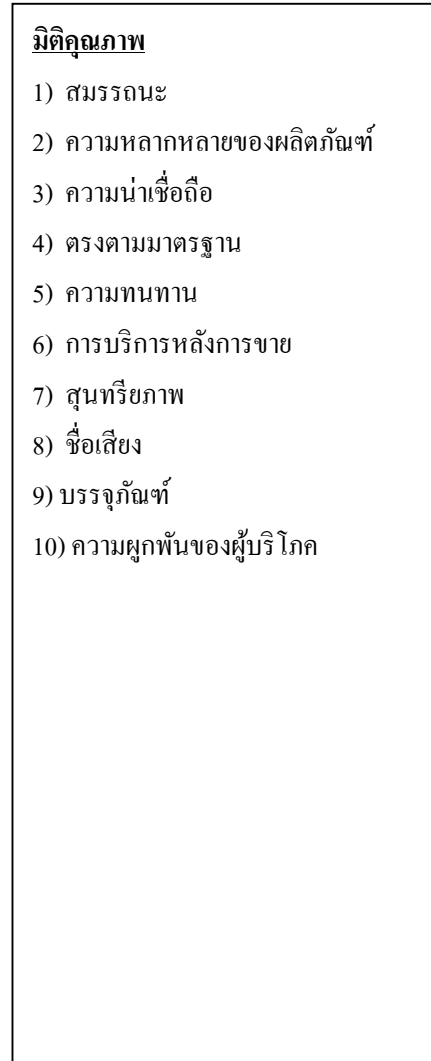 มิติคุณภาพ
1) สมรรถนะ
2) ความหลากหลายของผลิตภัณฑ์
3) ความน่าเชื่อถือ
4) ตรงตามมาตรฐาน
5) ความทนทาน
6) การบริการหลังการขาย
7) สุนทรียภาพ
8) ชื่อเสียง
9) บรรจุภัณฑ์
10) ความผูกพันของผู้บริโภค